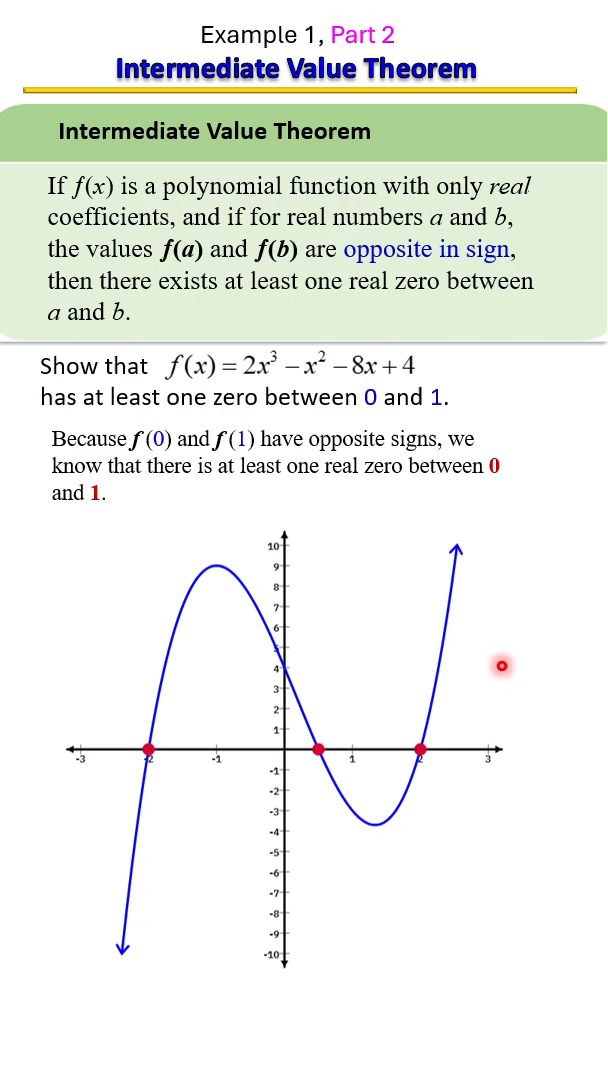 Example 1, Part 2
Intermediate Value Theorem
Intermediate Value Theorem
If f(x) is a polynomial function with only real
coefficients, and if for real numbers a and b,
the values f(a) and f(b) are opposite in sign,
then there exists at least one real zero between
a and b.
Show that f(x) = 2x³ – x² – 8x + 4
has at least one zero between 0 and 1.
Because f (0) and f (1) have opposite signs, we
know that there is at least one real zero between 0
and 1.
10
9
8
7
6
5
4
3
2
1
-3 -2 -1 1 2 3
-1
-2
-3
-4
-5
-6
-7
-8
-9
-10